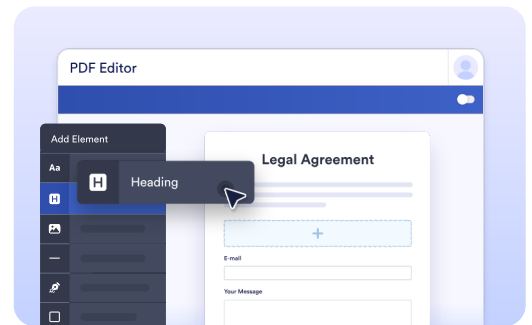 PDF Editor
Add Element
Aa
H
Heading
H
Legal Agreement
E-mail
Your Message